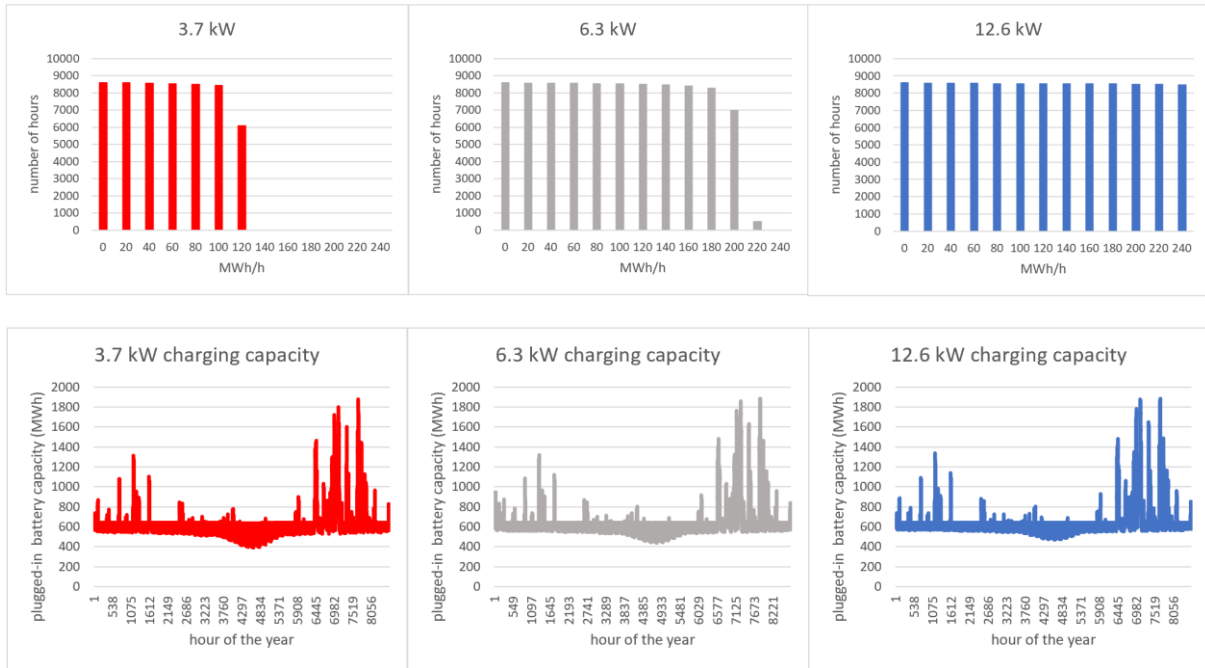 3.7 kW
number of hours
10000
9000
8000
7000
6000
5000
4000
3000
2000
1000
0
0 20 40 60 80 100 120 140 160 180 200 220 240
MWh/h
6.3 kW
number of hours
10000
9000
8000
7000
6000
5000
4000
3000
2000
1000
0
0 20 40 60 80 100 120 140 160 180 200 220 240
MWh/h
12.6 kW
number of hours
10000
9000
8000
7000
6000
5000
4000
3000
2000
1000
0
0 20 40 60 80 100 120 140 160 180 200 220 240
MWh/h
3.7 kW charging capacity
plugged-in battery capacity (MWh)
2000
1800
1600
1400
1200
1000
800
600
400
200
0
1 538 1075 1612 2149 2686 3223 3760 4297 4834 5371 5908 6445 6982 7519 8056
hour of the year
6.3 kW charging capacity
plugged-in battery capacity (MWh)
2000
1800
1600
1400
1200
1000
800
600
400
200
0
1 549 1097 1645 2193 2741 3289 3837 4385 4933 5481 6029 6577 7125 7673 8221
hour of the year
12.6 kW charging capacity
plugged-in battery capacity (MWh)
2000
1800
1600
1400
1200
1000
800
600
400
200
0
1 538 1075 1612 2149 2686 3223 3760 4297 4834 5371 5908 6445 6982 7519 8056
hour of the year